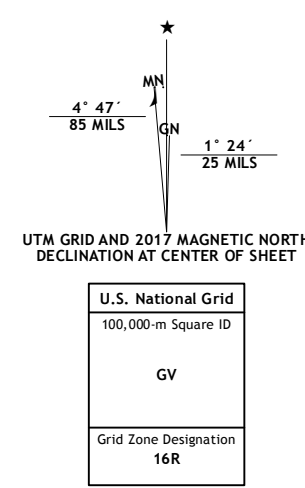 ★
MN
GN
4° 47´
85 MILS
1° 24´
25 MILS
UTM GRID AND 2017 MAGNETIC NORTH
DECLINATION AT CENTER OF SHEET
U.S. National Grid
100,000-m Square ID
GV
Grid Zone Designation
16R